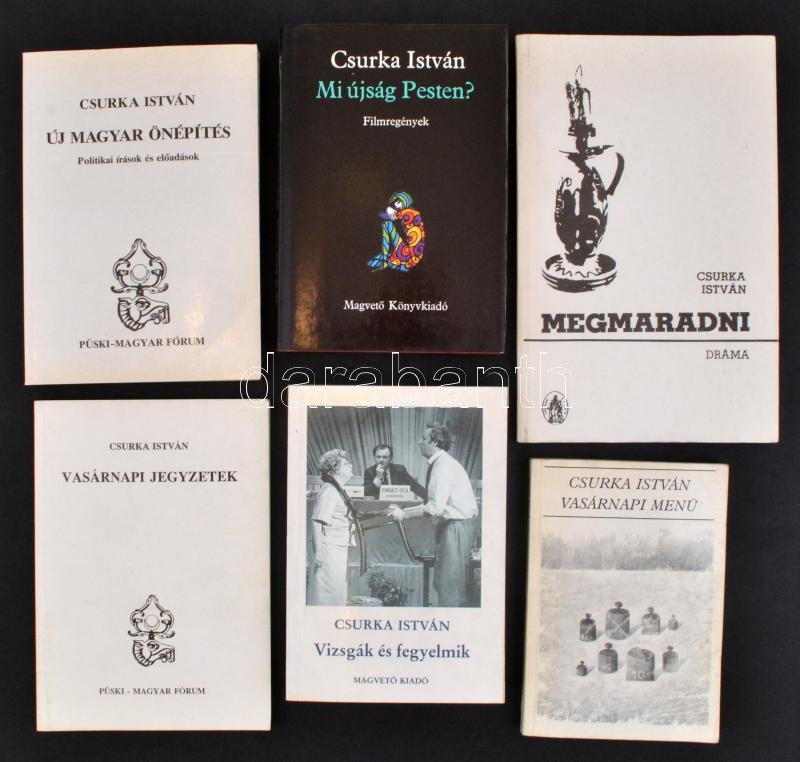 CSURKA ISTVÁN
ÚJ MAGYAR ÖNÉPÍTÉS
Politikai írások és előadások
PÜSKI–MAGYAR FÓRUM
Csurka István
Mi újság Pesten?
Filmregények
Magvető Könyvkiadó
CSURKA
ISTVÁN
MEGMARADNI
DRÁMA
darabanth
CSURKA ISTVÁN
VASÁRNAPI JEGYZETEK
PÜSKI - MAGYAR FÓRUM
CSURKA ISTVÁN
Vizsgák és fegyelmik
MAGVETŐ KIADÓ
CSURKA ISTVÁN
VASÁRNAPI MENÜ